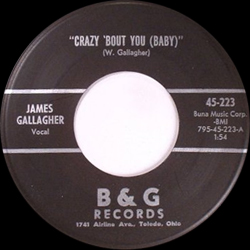 "CRAZY 'BOUT YOU (BABY)"
(W. Gallagher)
JAMES
GALLAGHER
Vocal
45-223
Buna Music Corp.
-BMI
795-45-223-A
1:54
B & G
RECORDS
1741 Airline Ave., Toledo, Ohio